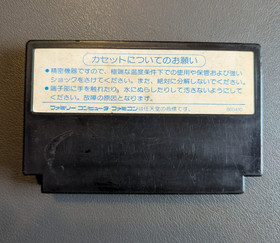 カセットについてのお願い
●精密機器ですので、極端な温度条件下での使用や保管および強い
ショックをさけてください。また、絶対に分解しないでください。
●端子部に手を触れたり、水にぬらしたりして汚さないようにして
ください。故障の原因となります。
ファミリーコンピュータ ファミコンは任天堂の商標です。